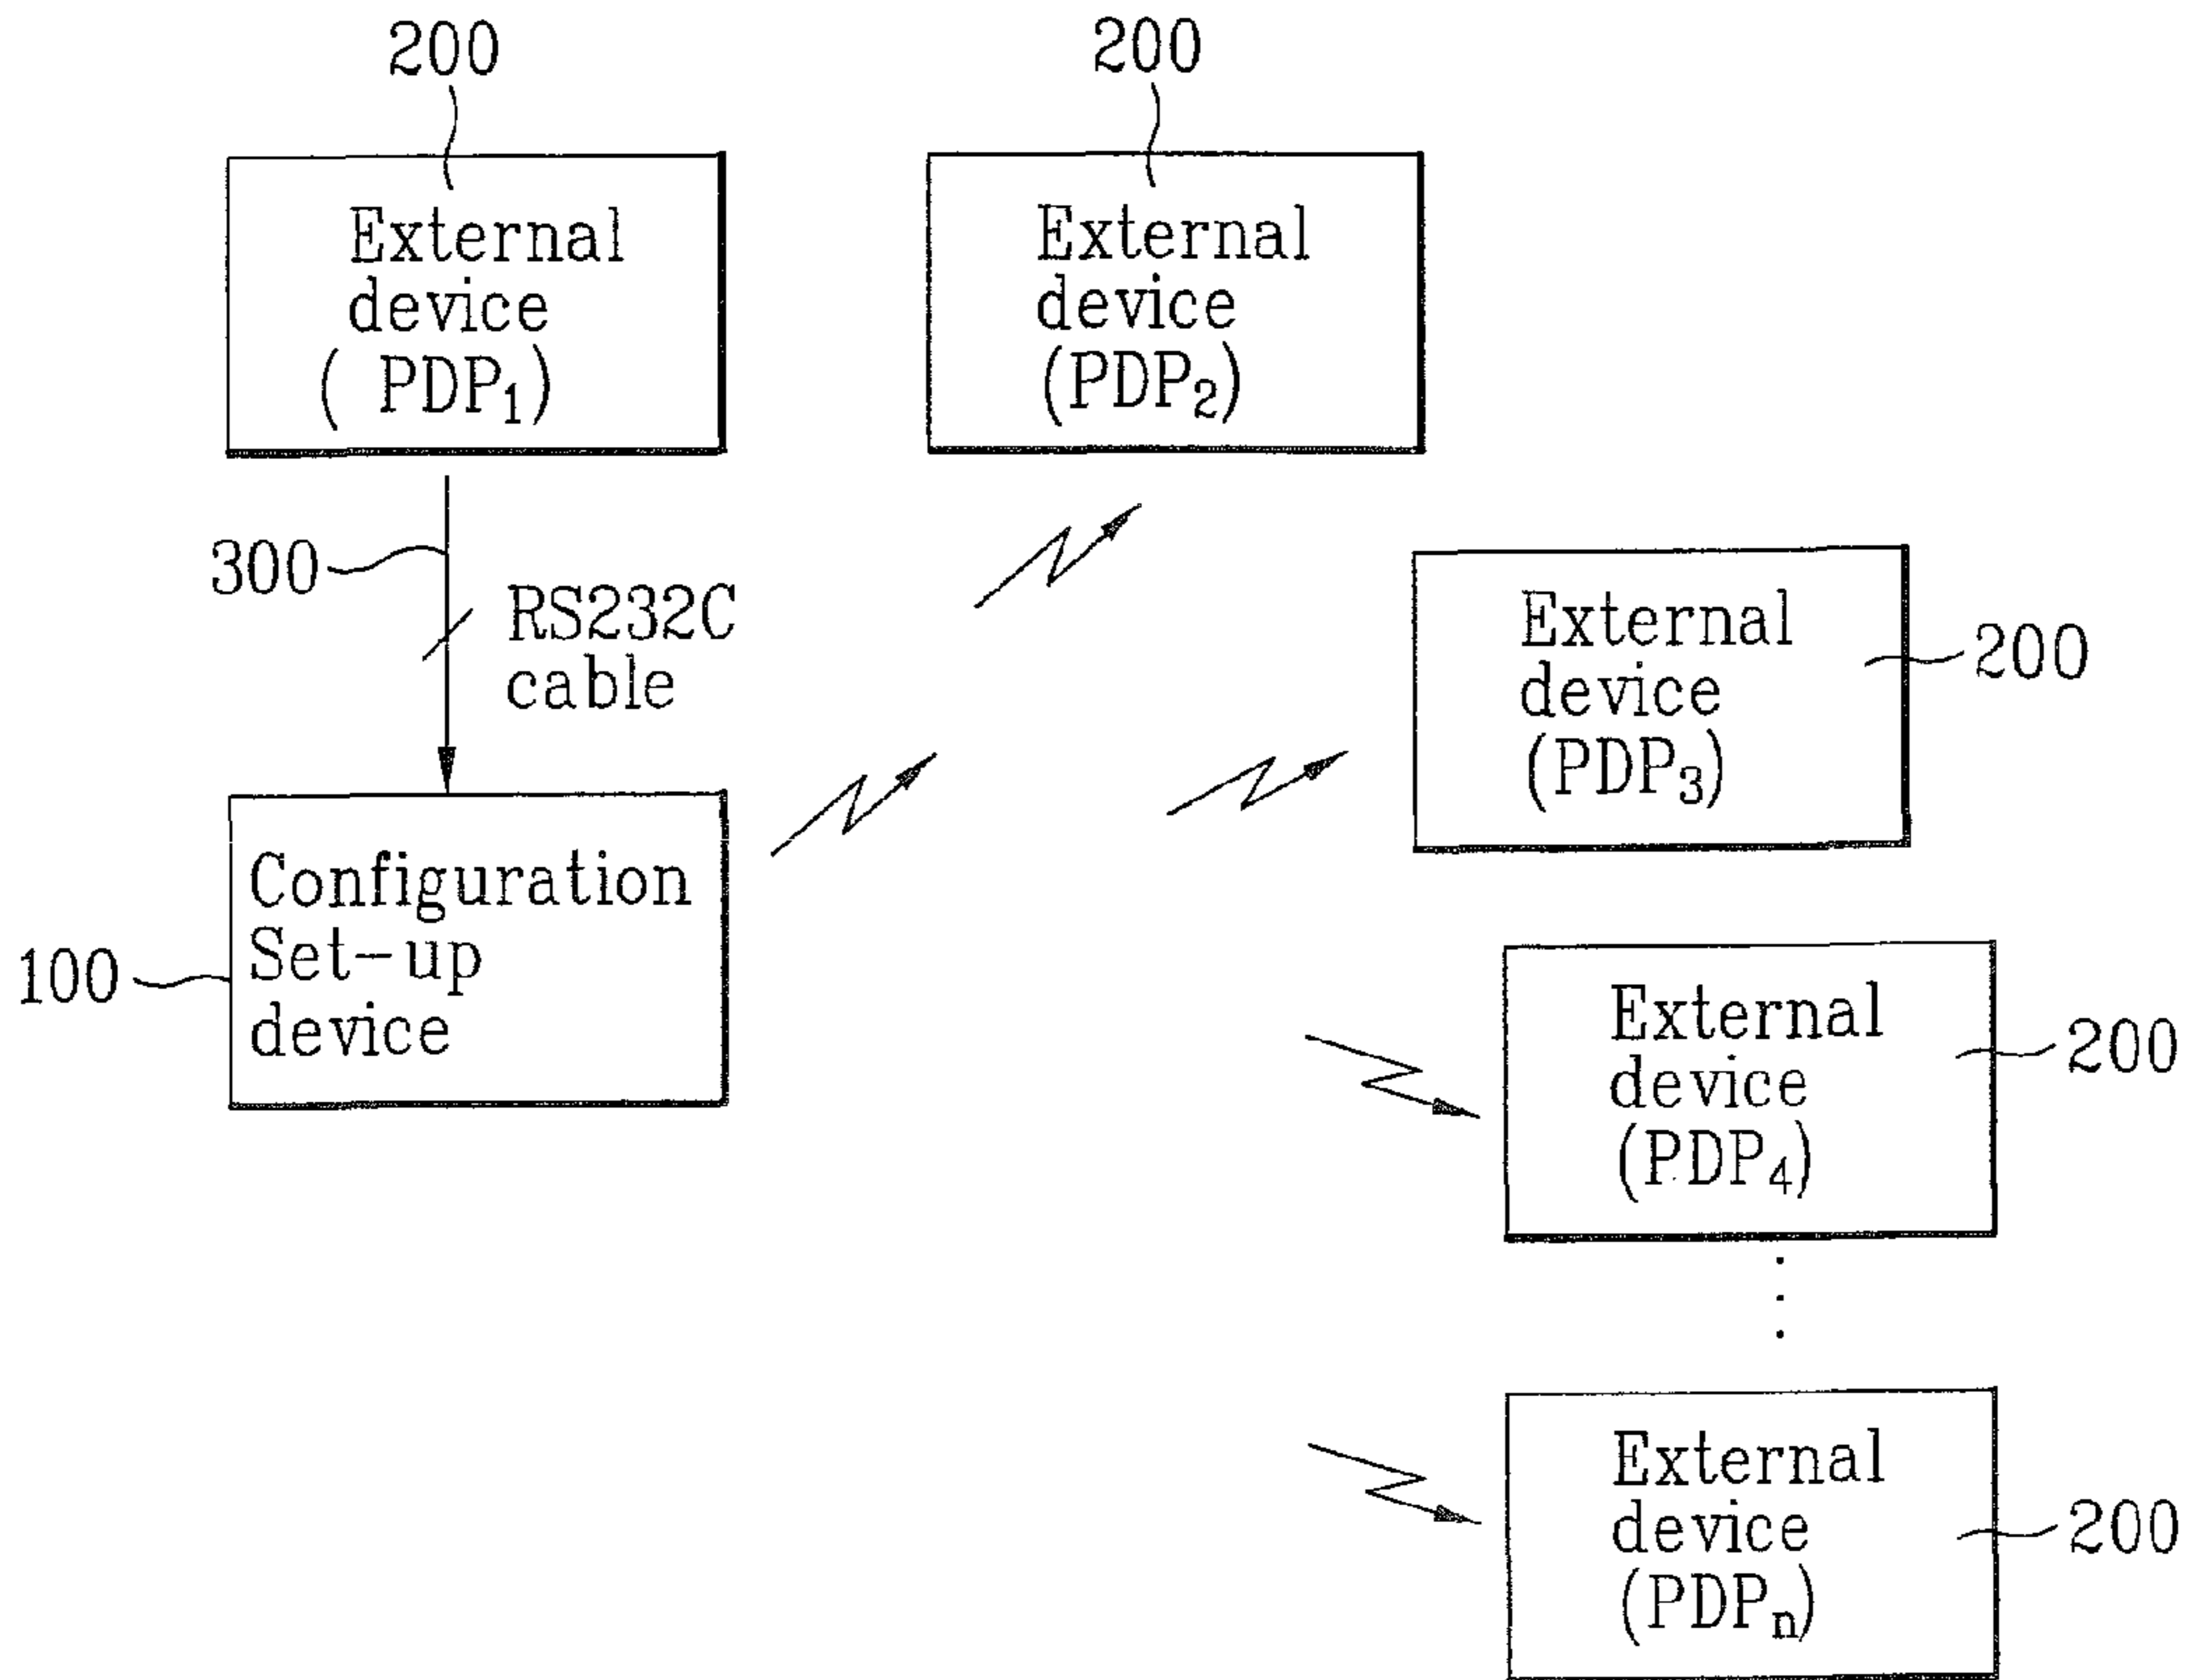 200
200
External
device
( PDP₁)
External
device
(PDP₂)
300
RS232C
cable
External
device
(PDP₃)
200
Configuration
Set-up
device
100
External
device
(PDP₄)
200
External
device
(PDPₙ)
200